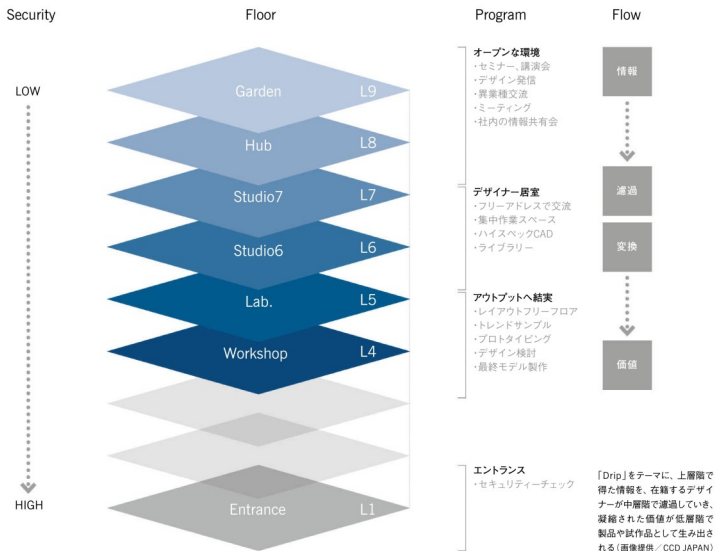 Security
Floor
Program
Flow
LOW
HIGH
Garden L9
Hub L8
Studio7 L7
Studio6 L6
Lab. L5
Workshop L4
Entrance L1
オープンな環境
・セミナー、講演会
・デザイン発信
・異業種交流
・ミーティング
・社内の情報共有会
デザイナー居室
・フリーアドレスで交流
・集中作業スペース
・ハイスペックCAD
・ライブラリー
アウトプットへ結実
・レイアウトフリーフロア
・トレンドサンプル
・プロトタイピング
・デザイン検討
・最終モデル製作
エントランス
・セキュリティーチェック
情報
濾過
変換
価値
「Drip」をテーマに、上層階で
得た情報を、在籍するデザイ
ナーが中層階で濾過していき、
凝縮された価値が低層階で
製品や試作品として生み出さ
れる（画像提供／CCD JAPAN）